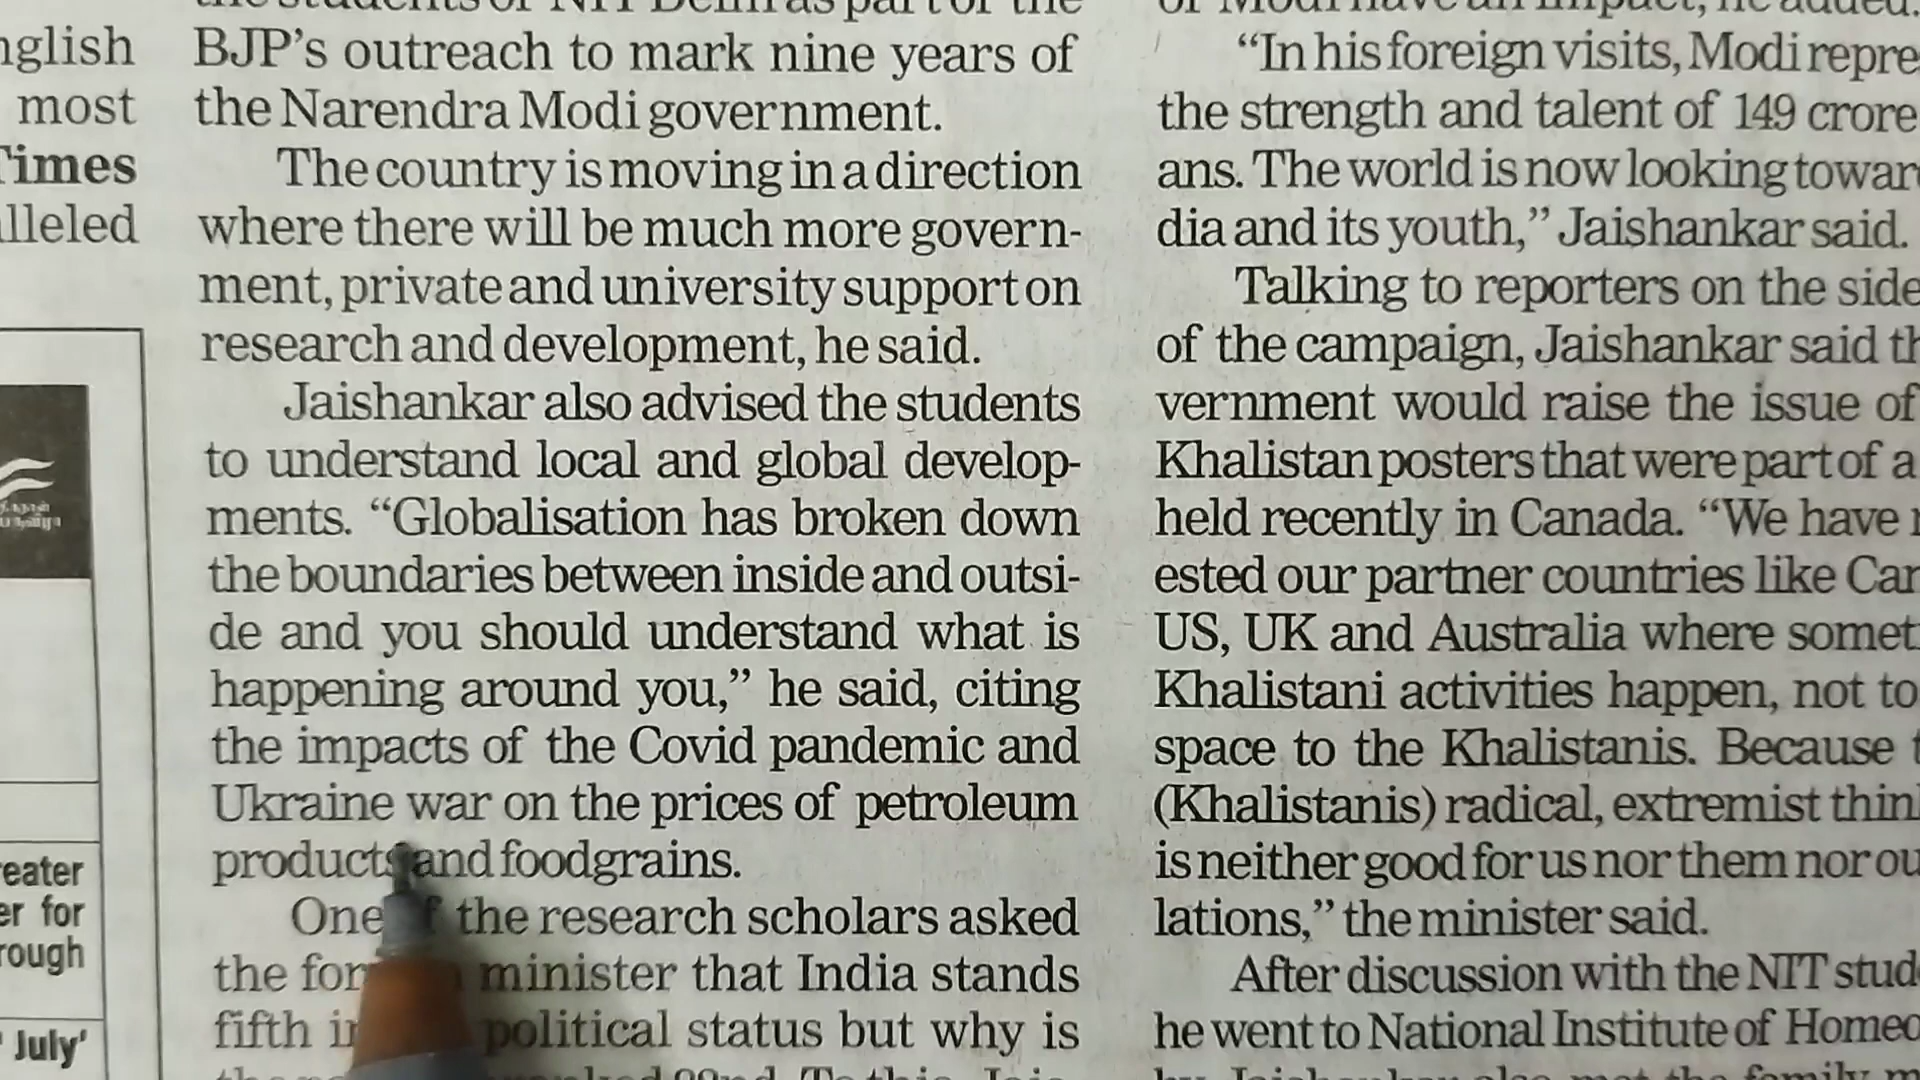 nglish
most
Times
lleled
eater
er for
rough
July'
BJP's outreach to mark nine years of
the Narendra Modi government.
The country is moving in a direction
where there will be much more govern-
ment, private and university support on
research and development, he said.
Jaishankar also advised the students
to understand local and global develop-
ments. “Globalisation has broken down
the boundaries between inside and outsi-
de and you should understand what is
happening around you,” he said, citing
the impacts of the Covid pandemic and
Ukraine war on the prices of petroleum
products and foodgrains.
One of the research scholars asked
the minister that India stands
fifth political status but why is
“In his foreign visits, Modi repre
the strength and talent of 149 crore
ans. The world is now looking towar
dia and its youth,” Jaishankar said.
Talking to reporters on the side
of the campaign, Jaishankar said th
vernment would raise the issue of
Khalistan posters that were part of a
held recently in Canada. “We have
ested our partner countries like Can
US, UK and Australia where somet
Khalistani activities happen, not to
space to the Khalistanis. Because
(Khalistanis) radical, extremist thin
is neither good for us nor them nor ou
lations,” the minister said.
After discussion with the NIT stud
he went to National Institute of Homeo